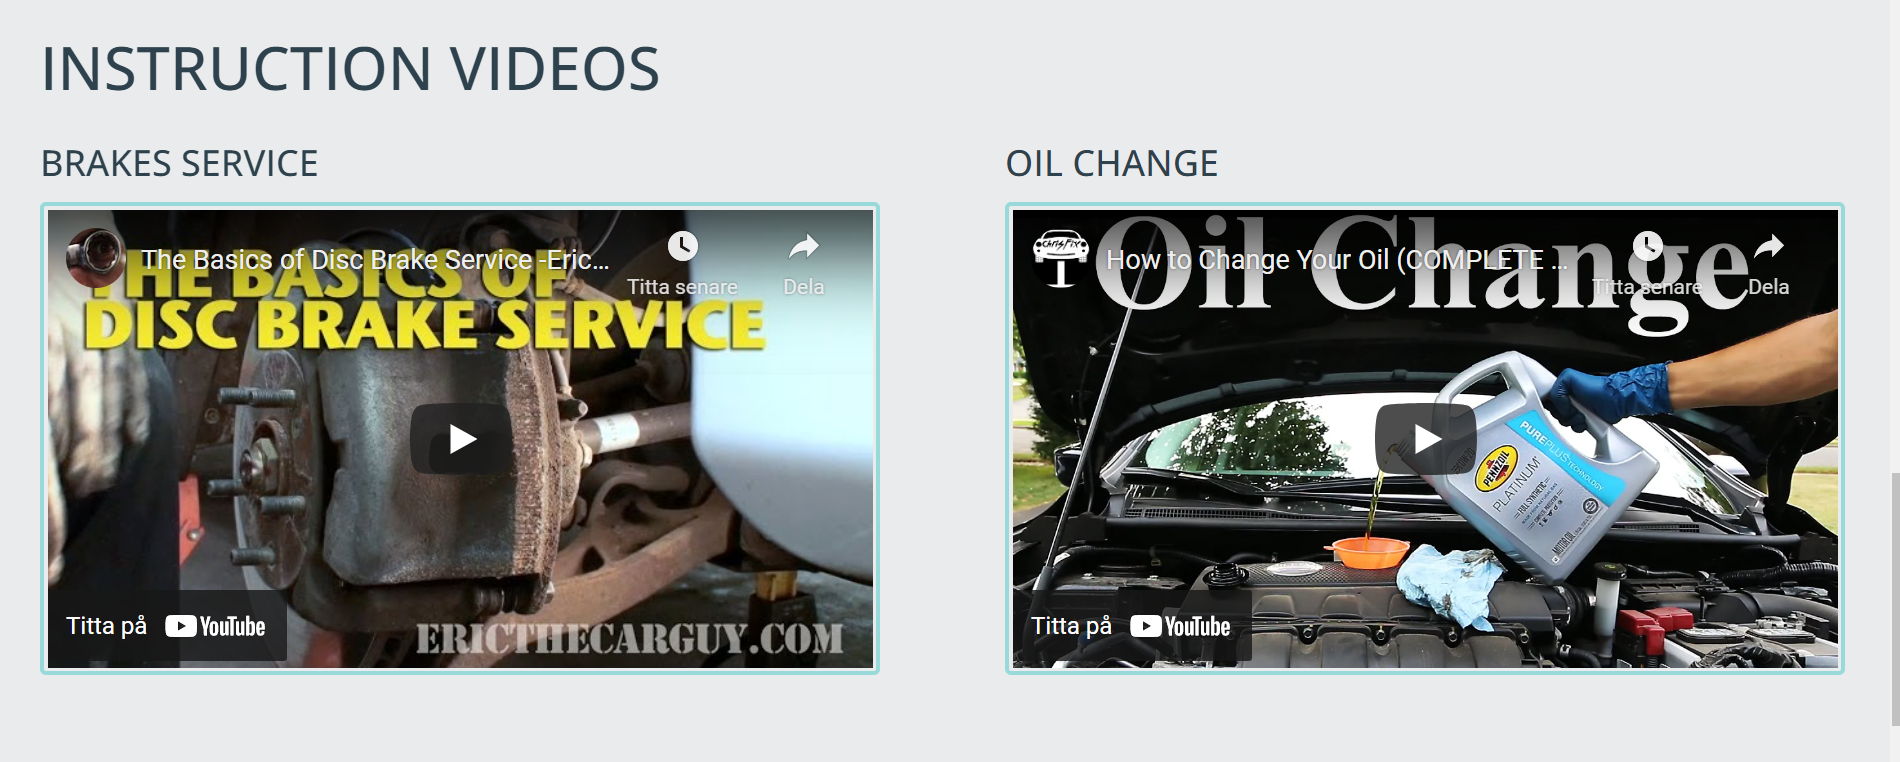 INSTRUCTION VIDEOS
BRAKES SERVICE
The Basics of Disc Brake Service -Eric...
Titta senare
Dela
THE BASICS OF
DISC BRAKE SERVICE
Titta på YouTube
ERICTHECARGUY.COM
OIL CHANGE
Oil Change
ChrisFix
How to Change Your Oil (COMPLETE ...
Titta senare
Dela
PUREPLUS TECHNOLOGY
PENNZOIL
PLATINUM
FULL SYNTHETIC
MOTOR OIL
Titta på YouTube